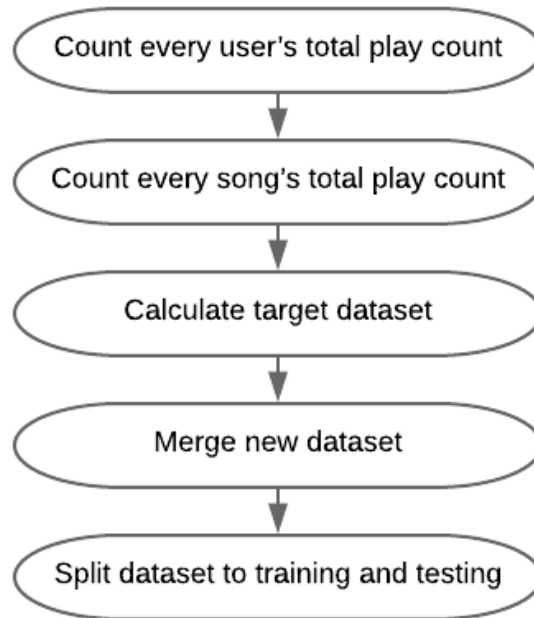 Count every user's total play count
Count every song's total play count
Calculate target dataset
Merge new dataset
Split dataset to training and testing